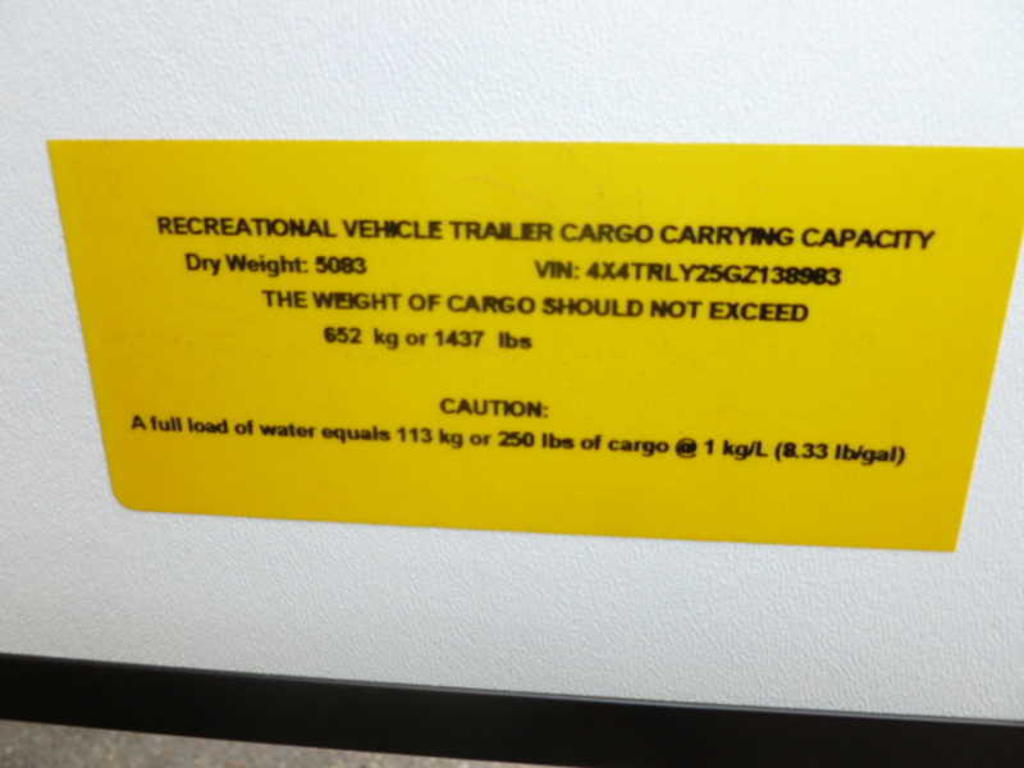 RECREATIONAL VEHICLE TRAILER CARGO CARRYING CAPACITY
Dry Weight: 5083 VIN: 4X4TRLY25GZ138983
THE WEIGHT OF CARGO SHOULD NOT EXCEED
652 kg or 1437 lbs
CAUTION:
A full load of water equals 113 kg or 250 lbs of cargo @ 1 kg/L (8.33 lb/gal)